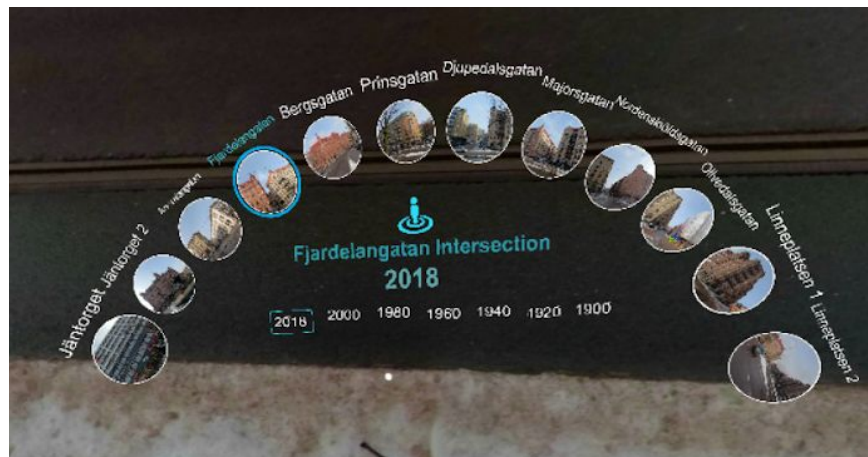 Jäntorget
Jäntorget 2
Fjardelangatan
Bergsgatan
Prinsgatan
Djupedalsgatan
Majorsgatan
Nordenskiöldsgatan
Olivedalsgatan
Linneplatsen 1
Linneplatsen 2
Fjardelangatan Intersection
2018
2018 2000 1980 1960 1940 1920 1900